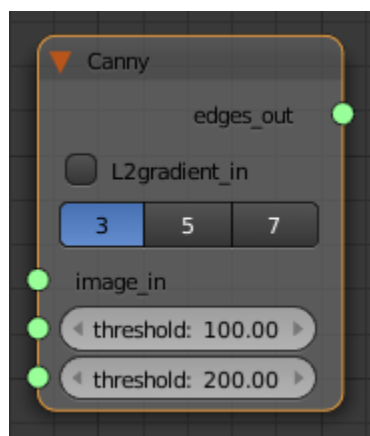 Canny
edges_out
L2gradient_in
3 5 7
image_in
threshold: 100.00
threshold: 200.00